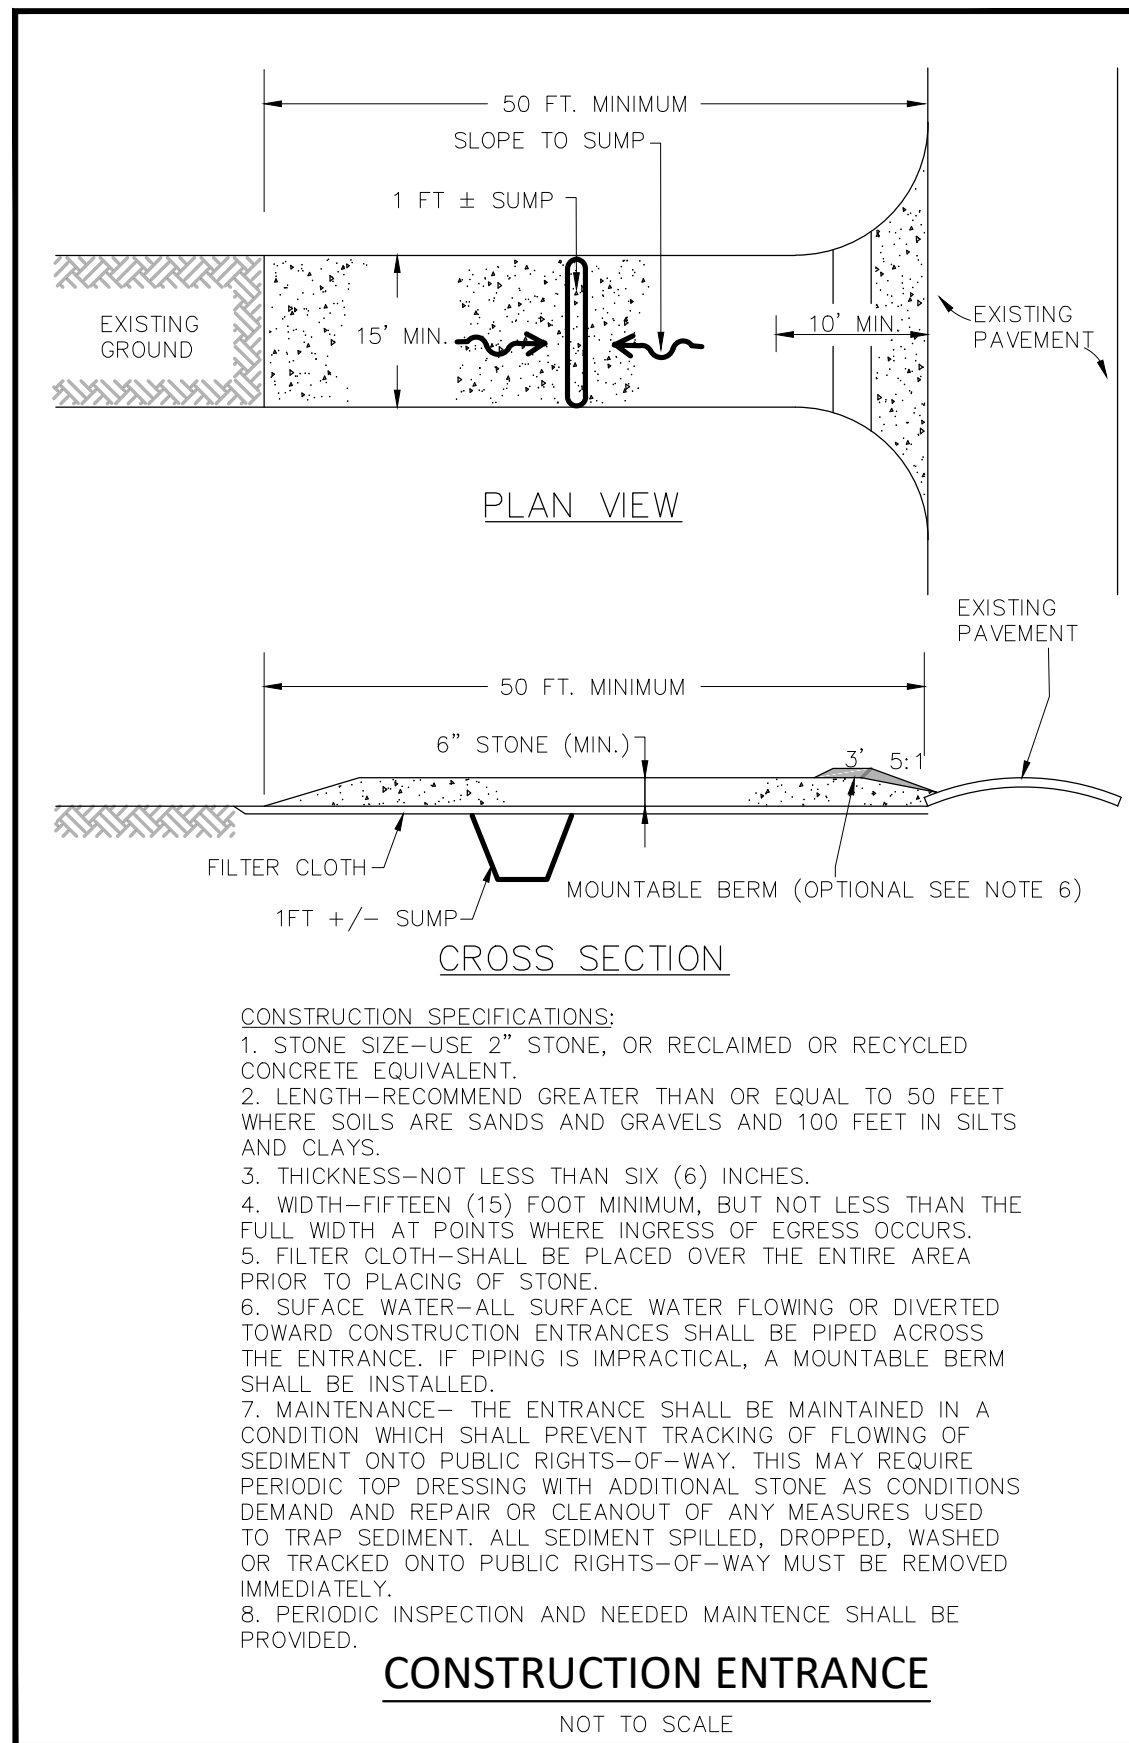 50 FT. MINIMUM
SLOPE TO SUMP
1 FT ± SUMP
EXISTING
GROUND
15' MIN.
10' MIN.
EXISTING
PAVEMENT
PLAN VIEW
EXISTING
PAVEMENT
50 FT. MINIMUM
6" STONE (MIN.)
3'
5:1
FILTER CLOTH
MOUNTABLE BERM (OPTIONAL SEE NOTE 6)
1FT +/- SUMP
CROSS SECTION
CONSTRUCTION SPECIFICATIONS:
1. STONE SIZE–USE 2" STONE, OR RECLAIMED OR RECYCLED
CONCRETE EQUIVALENT.
2. LENGTH–RECOMMEND GREATER THAN OR EQUAL TO 50 FEET
WHERE SOILS ARE SANDS AND GRAVELS AND 100 FEET IN SILTS
AND CLAYS.
3. THICKNESS–NOT LESS THAN SIX (6) INCHES.
4. WIDTH–FIFTEEN (15) FOOT MINIMUM, BUT NOT LESS THAN THE
FULL WIDTH AT POINTS WHERE INGRESS OF EGRESS OCCURS.
5. FILTER CLOTH–SHALL BE PLACED OVER THE ENTIRE AREA
PRIOR TO PLACING OF STONE.
6. SUFACE WATER–ALL SURFACE WATER FLOWING OR DIVERTED
TOWARD CONSTRUCTION ENTRANCES SHALL BE PIPED ACROSS
THE ENTRANCE. IF PIPING IS IMPRACTICAL, A MOUNTABLE BERM
SHALL BE INSTALLED.
7. MAINTENANCE– THE ENTRANCE SHALL BE MAINTAINED IN A
CONDITION WHICH SHALL PREVENT TRACKING OF FLOWING OF
SEDIMENT ONTO PUBLIC RIGHTS–OF–WAY. THIS MAY REQUIRE
PERIODIC TOP DRESSING WITH ADDITIONAL STONE AS CONDITIONS
DEMAND AND REPAIR OR CLEANOUT OF ANY MEASURES USED
TO TRAP SEDIMENT. ALL SEDIMENT SPILLED, DROPPED, WASHED
OR TRACKED ONTO PUBLIC RIGHTS–OF–WAY MUST BE REMOVED
IMMEDIATELY.
8. PERIODIC INSPECTION AND NEEDED MAINTENCE SHALL BE
PROVIDED.
CONSTRUCTION ENTRANCE
NOT TO SCALE